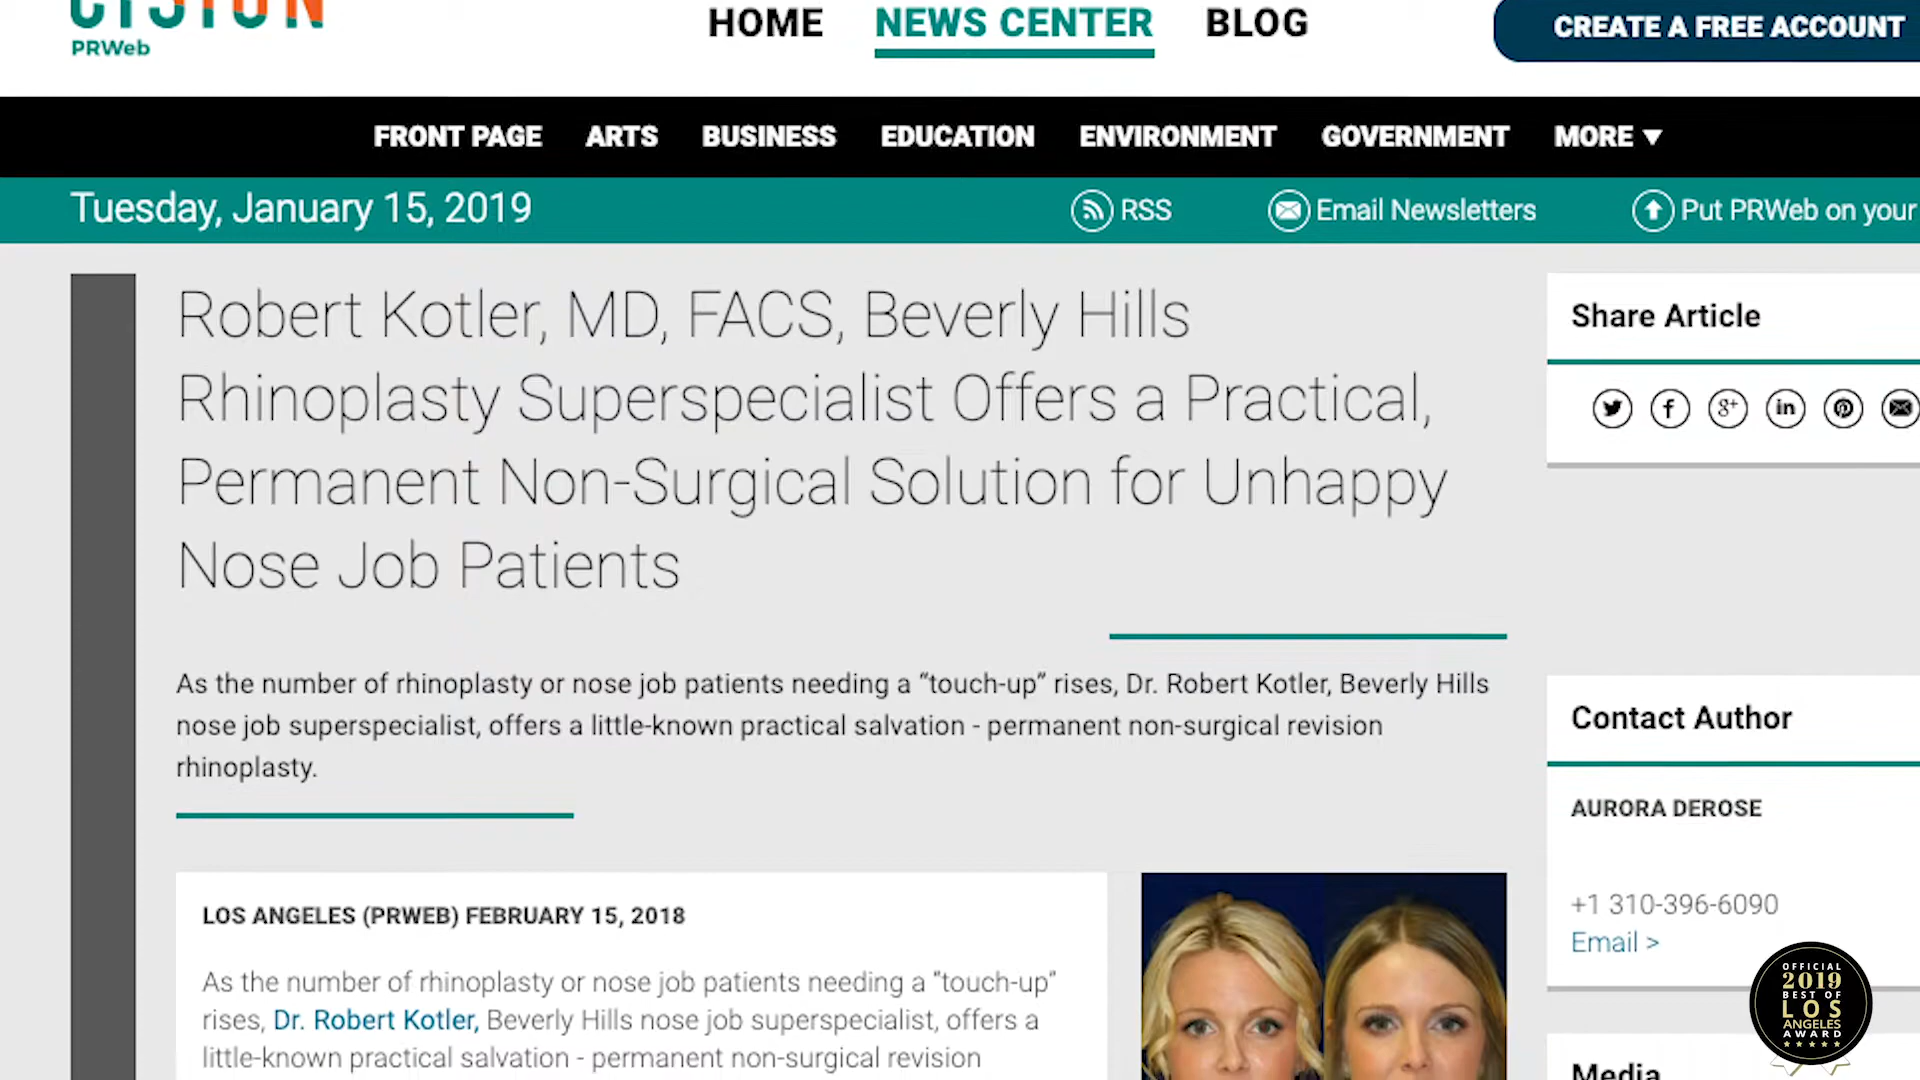 CISION
PRWeb
HOME NEWS CENTER BLOG
CREATE A FREE ACCOUNT
FRONT PAGE ARTS BUSINESS EDUCATION ENVIRONMENT GOVERNMENT MORE ▼
Tuesday, January 15, 2019
RSS Email Newsletters Put PRWeb on your
Robert Kotler, MD, FACS, Beverly Hills
Rhinoplasty Superspecialist Offers a Practical,
Permanent Non-Surgical Solution for Unhappy
Nose Job Patients
As the number of rhinoplasty or nose job patients needing a “touch-up” rises, Dr. Robert Kotler, Beverly Hills
nose job superspecialist, offers a little-known practical salvation - permanent non-surgical revision
rhinoplasty.
LOS ANGELES (PRWEB) FEBRUARY 15, 2018
As the number of rhinoplasty or nose job patients needing a “touch-up”
rises, Dr. Robert Kotler, Beverly Hills nose job superspecialist, offers a
little-known practical salvation - permanent non-surgical revision
Share Article
f g+ in
Contact Author
AURORA DEROSE
+1 310-396-6090
Email >
Media
OFFICIAL
2019
BEST OF
LOS
ANGELES
AWARD